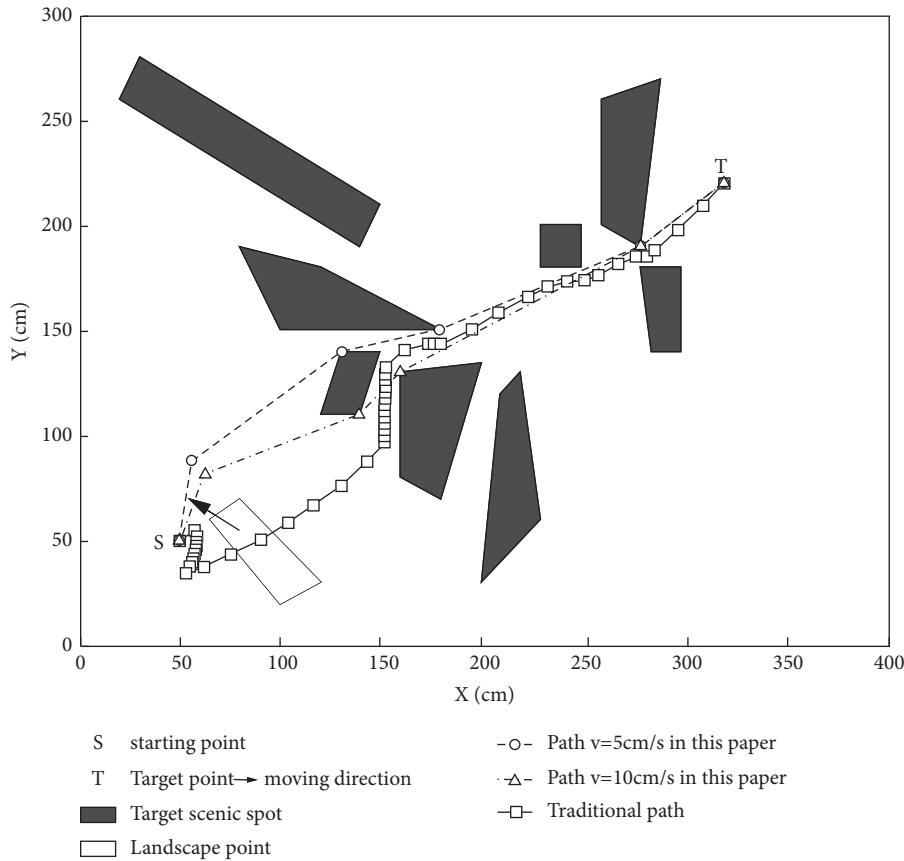 300
250
200
150
100
50
0
Y (cm)
T
S
0 50 100 150 200 250 300 350 400
X (cm)
S starting point
T Target point moving direction
Target scenic spot
Landscape point
Path v=5cm/s in this paper
Path v=10cm/s in this paper
Traditional path